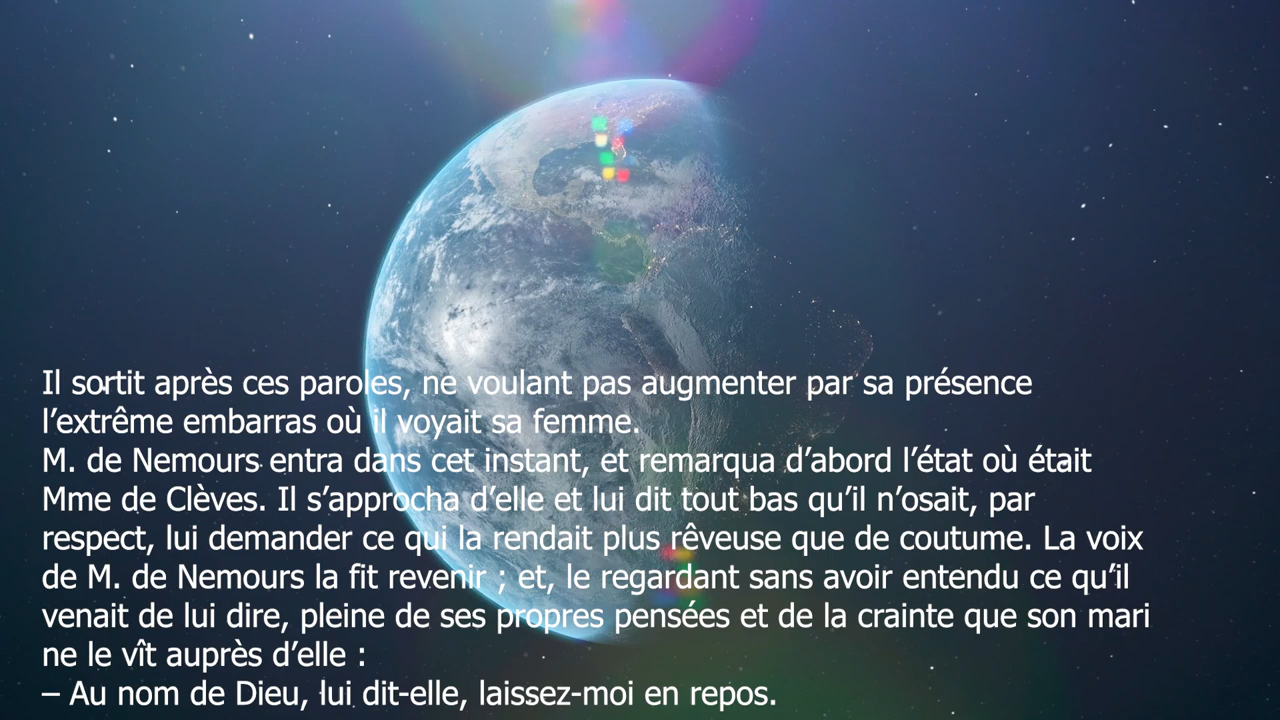 Il sortit après ces paroles, ne voulant pas augmenter par sa présence
l’extrême embarras où il voyait sa femme.
M. de Nemours entra dans cet instant, et remarqua d’abord l’état où était
Mme de Clèves. Il s’approcha d’elle et lui dit tout bas qu’il n’osait, par
respect, lui demander ce qui la rendait plus rêveuse que de coutume. La voix
de M. de Nemours la fit revenir ; et, le regardant sans avoir entendu ce qu’il
venait de lui dire, pleine de ses propres pensées et de la crainte que son mari
ne le vît auprès d’elle :
– Au nom de Dieu, lui dit-elle, laissez-moi en repos.